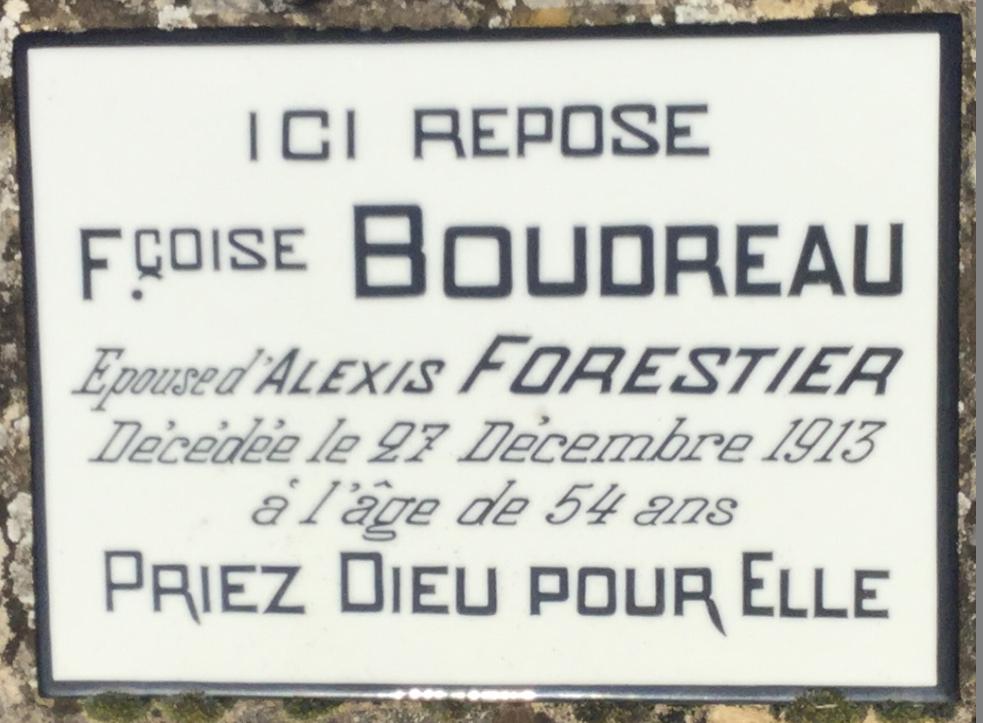 ICI REPOSE
Fçoise BOUDREAU
Epouse d'ALEXIS FORESTIER
Décédée le 27 Décembre 1913
à l'âge de 54 ans
PRIEZ DIEU POUR ELLE